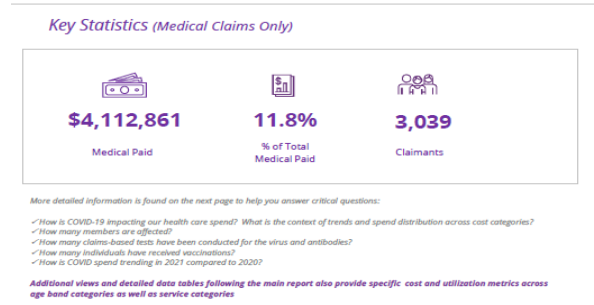 Key Statistics (Medical Claims Only)
$4,112,861
11.8%
3,039
Medical Paid
% of Total
Medical Paid
Claimants
More detailed information is found on the next page to help you answer critical questions:
✓How is COVID-19 impacting our health care spend? What is the context of trends and spend distribution across cost categories?
✓How many members are affected?
✓How many claims-based tests have been conducted for the virus and antibodies?
✓How many individuals have received vaccinations?
✓How is COVID spend trending in 2021 compared to 2020?
Additional views and detailed data tables following the main report also provide specific cost and utilization metrics across
age band categories as well as service categories